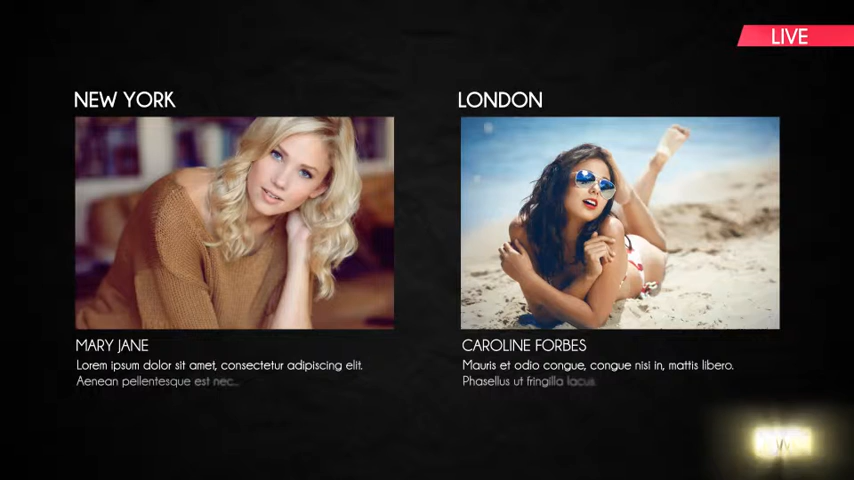 LIVE
NEW YORK
LONDON
MARY JANE
Lorem ipsum dolor sit amet, consectetur adipiscing elit.
Aenean pellentesque est nec...
CAROLINE FORBES
Mauris et odio congue, congue nisi in, mattis libero.
Phasellus ut fringilla lacus.